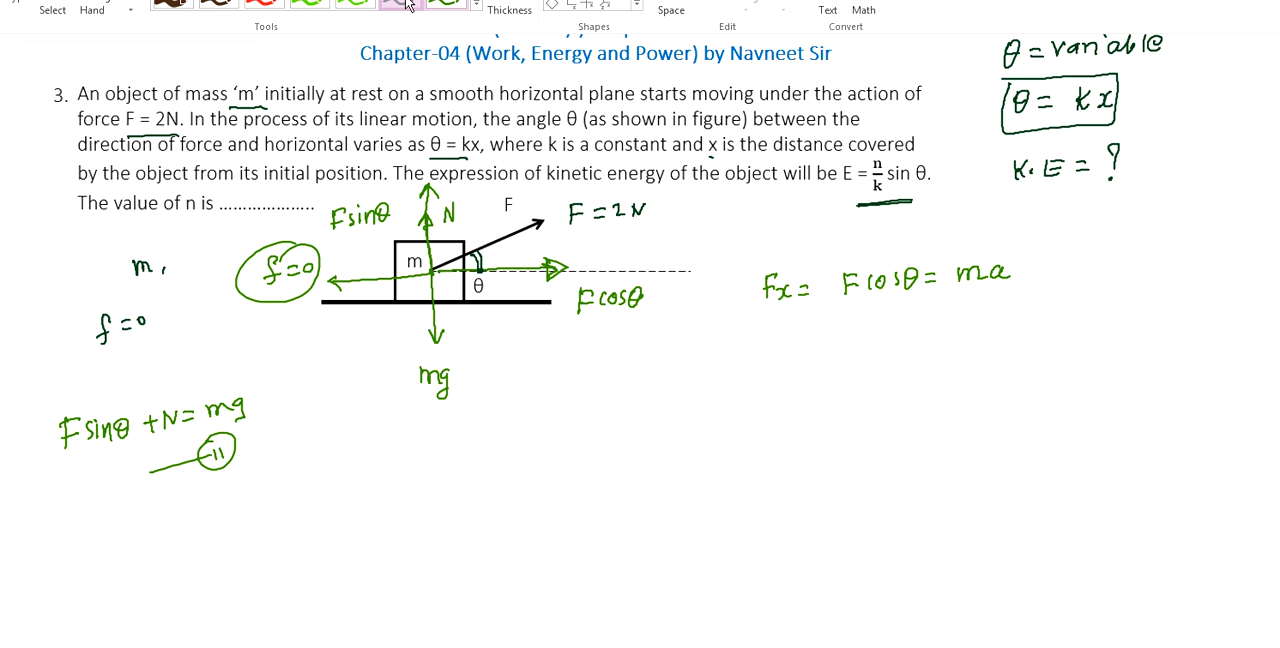 Select Hand Thickness Space Text Math
Tools Shapes Edit Convert
Chapter-04 (Work, Energy and Power) by Navneet Sir
θ = variable
3. An object of mass ‘m’ initially at rest on a smooth horizontal plane starts moving under the action of
force F = 2N. In the process of its linear motion, the angle θ (as shown in figure) between the
direction of force and horizontal varies as θ = kx, where k is a constant and x is the distance covered
by the object from its initial position. The expression of kinetic energy of the object will be E = n/k sin θ.
The value of n is ....................
θ = kx
K.E = ?
Fsinθ
N
F
F = 2N
m,
f=0
m
θ
Fcosθ
Fx = F cosθ = ma
f=0
mg
Fsinθ + N = mg
11